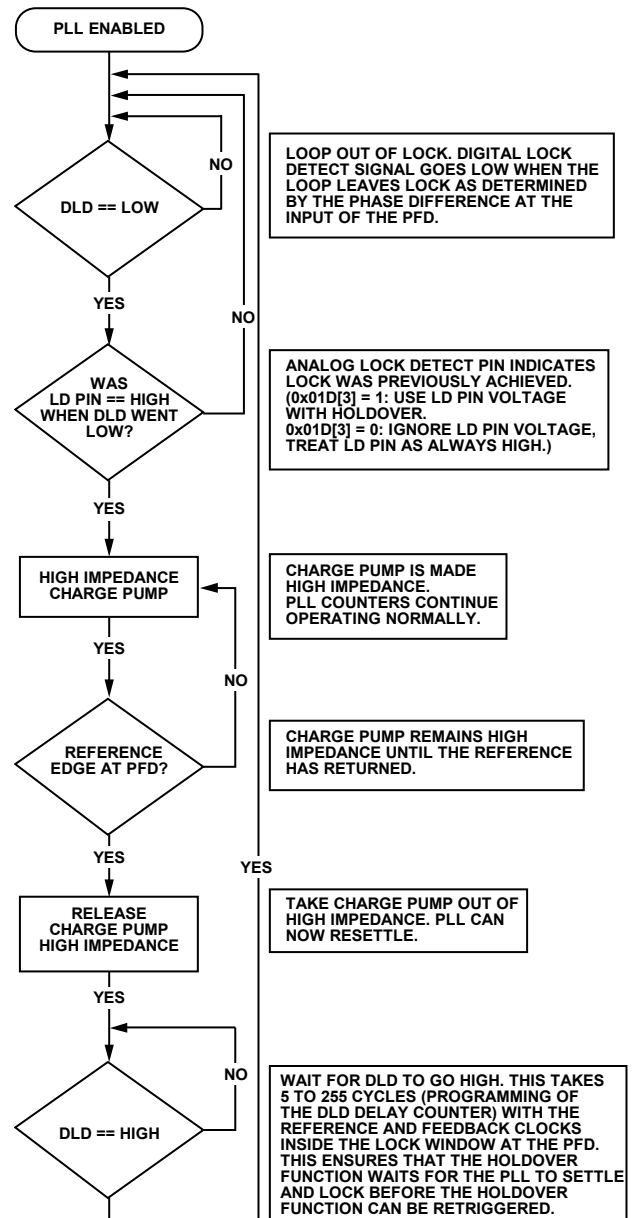 PLL ENABLED
NO
DLD == LOW
LOOP OUT OF LOCK. DIGITAL LOCK
DETECT SIGNAL GOES LOW WHEN THE
LOOP LEAVES LOCK AS DETERMINED
BY THE PHASE DIFFERENCE AT THE
INPUT OF THE PFD.
YES
NO
WAS
LD PIN == HIGH
WHEN DLD WENT
LOW?
ANALOG LOCK DETECT PIN INDICATES
LOCK WAS PREVIOUSLY ACHIEVED.
(0x01D[3] = 1: USE LD PIN VOLTAGE
WITH HOLDOVER.
0x01D[3] = 0: IGNORE LD PIN VOLTAGE,
TREAT LD PIN AS ALWAYS HIGH.)
YES
HIGH IMPEDANCE
CHARGE PUMP
CHARGE PUMP IS MADE
HIGH IMPEDANCE.
PLL COUNTERS CONTINUE
OPERATING NORMALLY.
YES
NO
REFERENCE
EDGE AT PFD?
CHARGE PUMP REMAINS HIGH
IMPEDANCE UNTIL THE REFERENCE
HAS RETURNED.
YES
YES
RELEASE
CHARGE PUMP
HIGH IMPEDANCE
TAKE CHARGE PUMP OUT OF
HIGH IMPEDANCE. PLL CAN
NOW RESETTLE.
YES
NO
DLD == HIGH
WAIT FOR DLD TO GO HIGH. THIS TAKES
5 TO 255 CYCLES (PROGRAMMING OF
THE DLD DELAY COUNTER) WITH THE
REFERENCE AND FEEDBACK CLOCKS
INSIDE THE LOCK WINDOW AT THE PFD.
THIS ENSURES THAT THE HOLDOVER
FUNCTION WAITS FOR THE PLL TO SETTLE
AND LOCK BEFORE THE HOLDOVER
FUNCTION CAN BE RETRIGGERED.